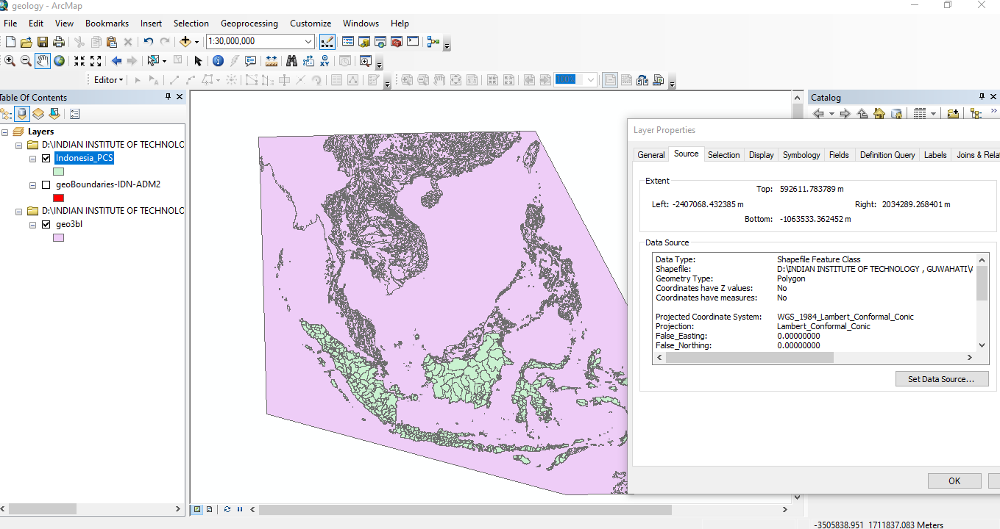 geology - ArcMap
File Edit View Bookmarks Insert Selection Geoprocessing Customize Windows Help
1:30,000,000
Editor
100%
Table Of Contents
Layers
D:\INDIAN INSTITUTE OF TECHNOLO
Indonesia_PCS
geoBoundaries-IDN-ADM2
D:\INDIAN INSTITUTE OF TECHNOLO
geo3bl
Catalog
Layer Properties
General Source Selection Display Symbology Fields Definition Query Labels Joins & Rela
Extent
Top: 592611.783789 m
Left: -2407068.432385 m Right: 2034289.268401 m
Bottom: -1063533.362452 m
Data Source
Data Type: Shapefile Feature Class
Shapefile: D:\INDIAN INSTITUTE OF TECHNOLOGY , GUWAHATI\
Geometry Type: Polygon
Coordinates have Z values: No
Coordinates have measures: No
Projected Coordinate System: WGS_1984_Lambert_Conformal_Conic
Projection: Lambert_Conformal_Conic
False_Easting: 0.00000000
False_Northing: 0.00000000
Set Data Source...
OK
-3505838.951 1711837.083 Meters